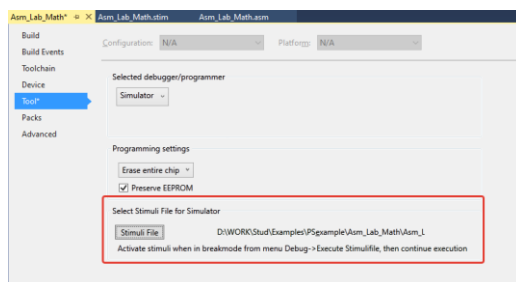 Asm_Lab_Math* Asm_Lab_Math.stim Asm_Lab_Math.asm
Build
Build Events
Toolchain
Device
Tool*
Packs
Advanced
Configuration: N/A Platform: N/A
Selected debugger/programmer
Simulator
Programming settings
Erase entire chip
Preserve EEPROM
Select Stimuli File for Simulator
Stimuli File D:\WORK\Stud\Examples\PSexample\Asm_Lab_Math\Asm_L
Activate stimuli when in breakmode from menu Debug->Execute Stimulifile, then continue execution